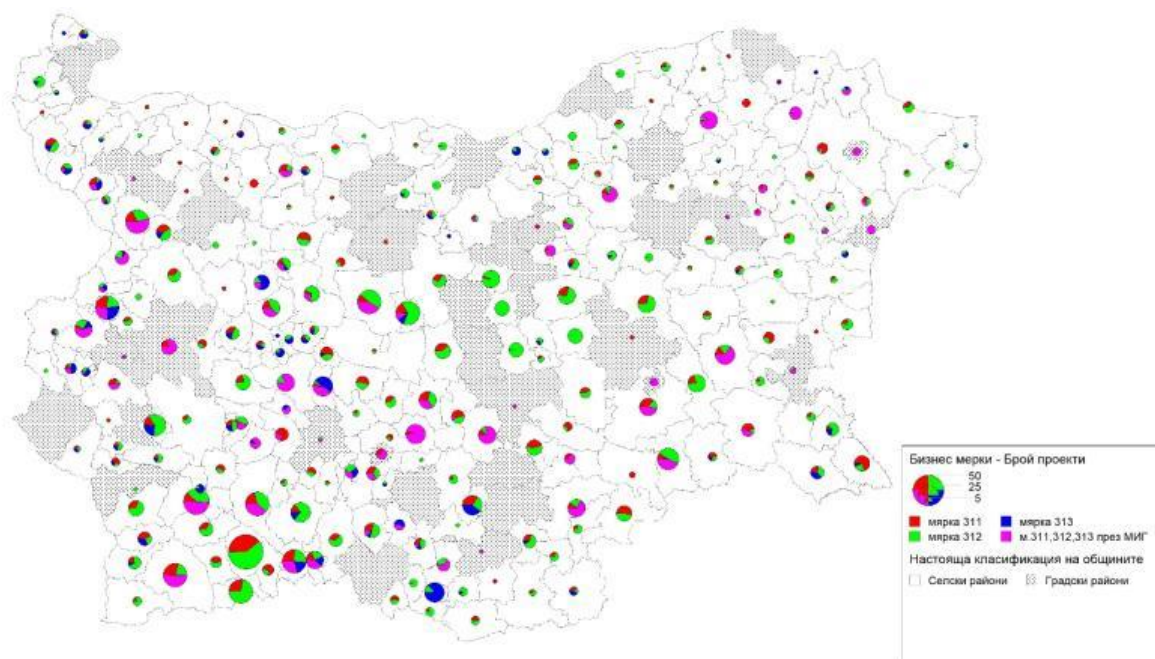 Бизнес мерки - Брой проекти
50
25
5
мярка 311
мярка 313
мярка 312
м.311,312,313 през МИГ
Настояща класификация на общините
Селски райони
Градски райони